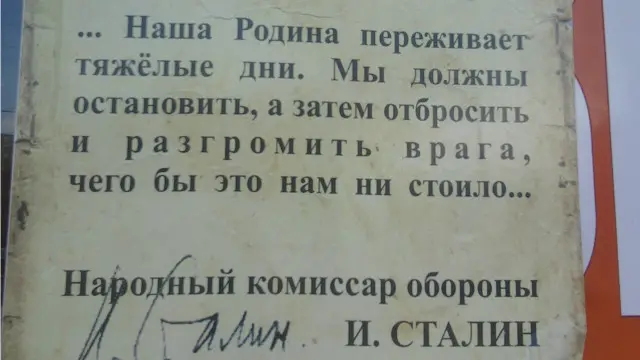 ... Наша Родина переживает
тяжёлые дни. Мы должны
остановить, а затем отбросить
и разгромить врага,
чего бы это нам ни стоило...
Народный комиссар обороны
И. Сталин. И. СТАЛИН